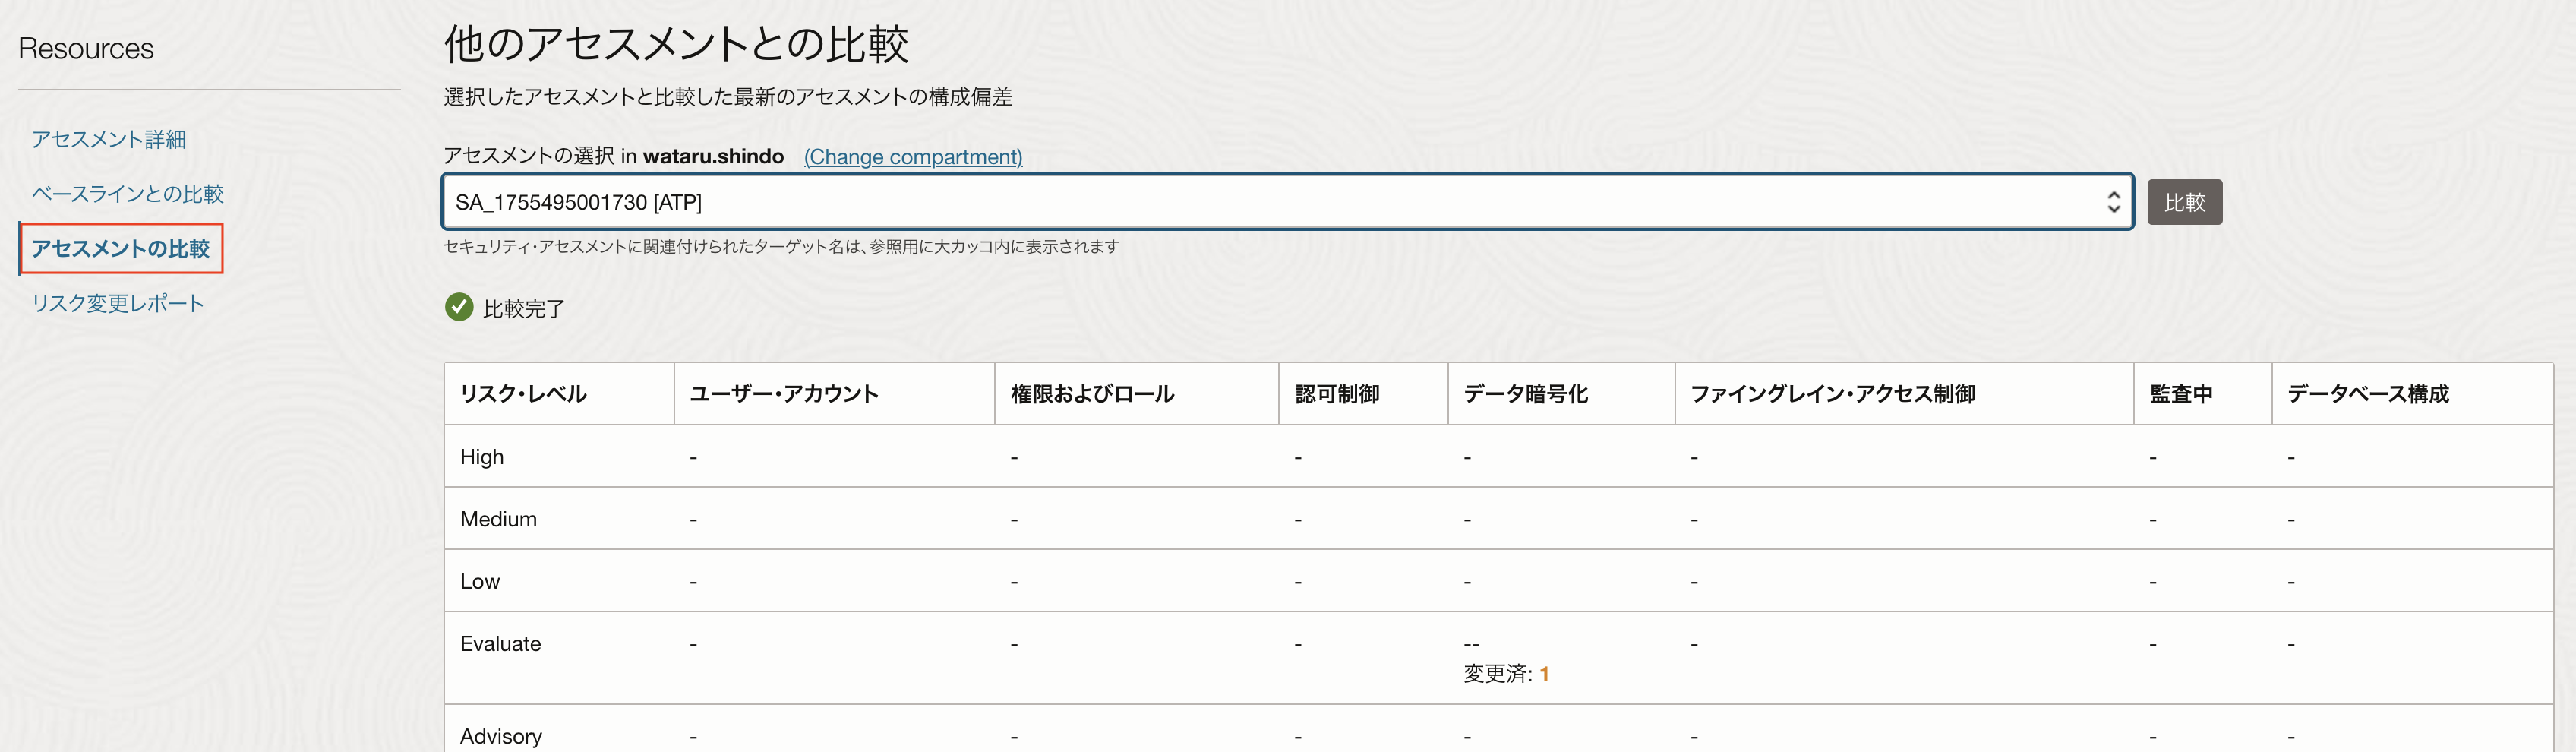 Resources
アセスメント詳細
ベースラインとの比較
アセスメントの比較
リスク変更レポート
他のアセスメントとの比較
選択したアセスメントと比較した最新のアセスメントの構成偏差
アセスメントの選択 in wataru.shindo (Change compartment)
SA_1755495001730 [ATP] 比較
セキュリティ・アセスメントに関連付けられたターゲット名は、参照用に大カッコ内に表示されます
比較完了
リスク・レベル ユーザー・アカウント 権限およびロール 認可制御 データ暗号化 ファイングレイン・アクセス制御 監査中 データベース構成
High - - - - - - -
Medium - - - - - - -
Low - - - - - - -
Evaluate - - - -- - - -
変更済: 1
Advisory - - - - - - -